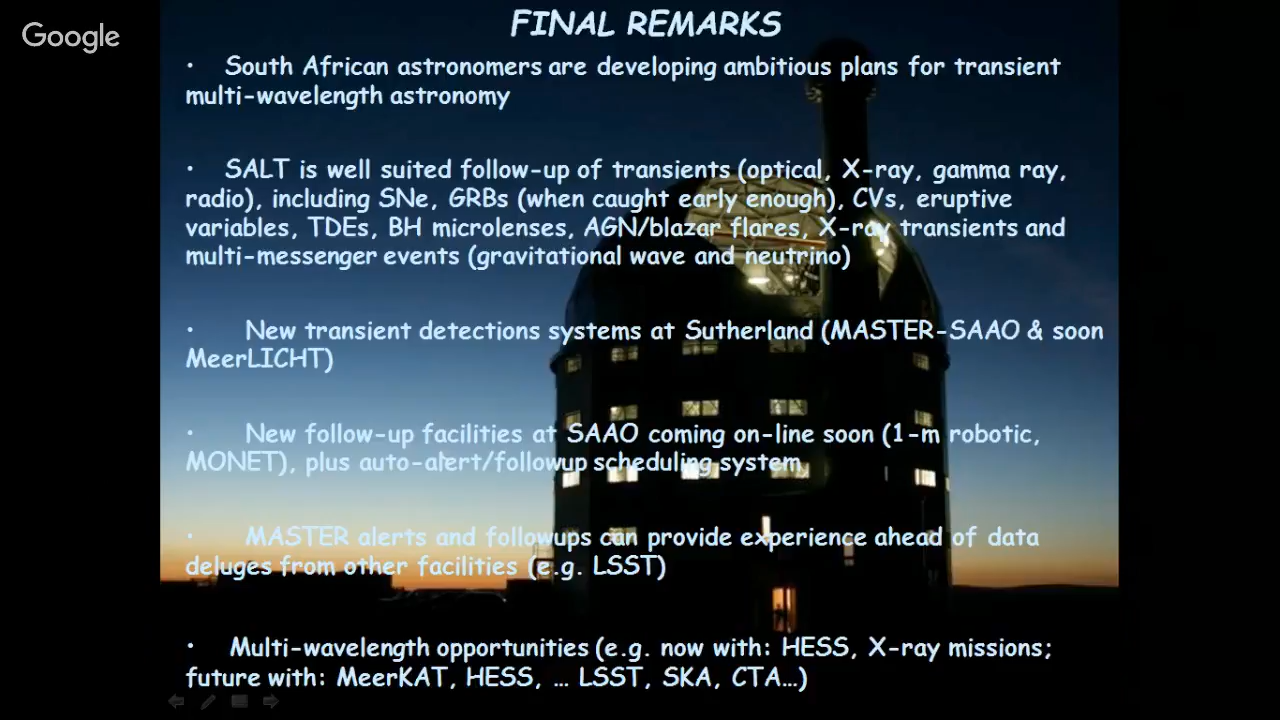 Google
FINAL REMARKS
• South African astronomers are developing ambitious plans for transient
multi-wavelength astronomy
• SALT is well suited follow-up of transients (optical, X-ray, gamma ray,
radio), including SNe, GRBs (when caught early enough), CVs, eruptive
variables, TDEs, BH microlenses, AGN/blazar flares, X-ray transients and
multi-messenger events (gravitational wave and neutrino)
• New transient detections systems at Sutherland (MASTER-SAAO & soon
MeerLICHT)
• New follow-up facilities at SAAO coming on-line soon (1-m robotic,
MONET), plus auto-alert/followup scheduling system
• MASTER alerts and followups can provide experience ahead of data
deluges from other facilities (e.g. LSST)
• Multi-wavelength opportunities (e.g. now with: HESS, X-ray missions;
future with: MeerKAT, HESS, … LSST, SKA, CTA…)